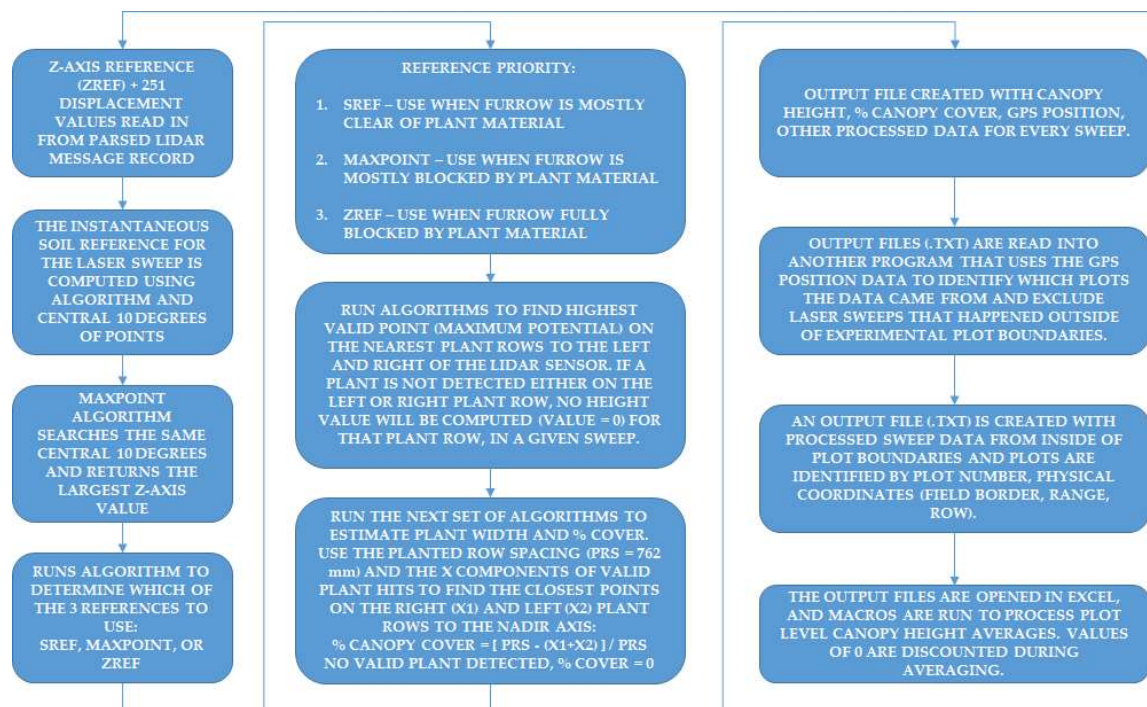 Z-AXIS REFERENCE
(ZREF) + 251
DISPLACEMENT
VALUES READ IN
FROM PARSED LIDAR
MESSAGE RECORD
THE INSTANTANEOUS
SOIL REFERENCE FOR
THE LASER SWEEP IS
COMPUTED USING
ALGORITHM AND
CENTRAL 10 DEGREES
OF POINTS
MAXPOINT
ALGORITHM
SEARCHES THE SAME
CENTRAL 10 DEGREES
AND RETURNS THE
LARGEST Z-AXIS
VALUE
RUNS ALGORITHM TO
DETERMINE WHICH OF
THE 3 REFERENCES TO
USE:
SREF, MAXPOINT, OR
ZREF
REFERENCE PRIORITY:
1. SREF – USE WHEN FURROW IS MOSTLY
CLEAR OF PLANT MATERIAL
2. MAXPOINT – USE WHEN FURROW IS
MOSTLY BLOCKED BY PLANT MATERIAL
3. ZREF – USE WHEN FURROW FULLY
BLOCKED BY PLANT MATERIAL
RUN ALGORITHMS TO FIND HIGHEST
VALID POINT (MAXIMUM POTENTIAL) ON
THE NEAREST PLANT ROWS TO THE LEFT
AND RIGHT OF THE LIDAR SENSOR. IF A
PLANT IS NOT DETECTED EITHER ON THE
LEFT OR RIGHT PLANT ROW, NO HEIGHT
VALUE WILL BE COMPUTED (VALUE = 0) FOR
THAT PLANT ROW, IN A GIVEN SWEEP.
RUN THE NEXT SET OF ALGORITHMS TO
ESTIMATE PLANT WIDTH AND % COVER.
USE THE PLANTED ROW SPACING (PRS = 762
mm) AND THE X COMPONENTS OF VALID
PLANT HITS TO FIND THE CLOSEST POINTS
ON THE RIGHT (X1) AND LEFT (X2) PLANT
ROWS TO THE NADIR AXIS:
% CANOPY COVER = [ PRS - (X1+X2) ] / PRS
NO VALID PLANT DETECTED, % COVER = 0
OUTPUT FILE CREATED WITH CANOPY
HEIGHT, % CANOPY COVER, GPS POSITION,
OTHER PROCESSED DATA FOR EVERY SWEEP.
OUTPUT FILES (.TXT) ARE READ INTO
ANOTHER PROGRAM THAT USES THE GPS
POSITION DATA TO IDENTIFY WHICH PLOTS
THE DATA CAME FROM AND EXCLUDE
LASER SWEEPS THAT HAPPENED OUTSIDE
OF EXPERIMENTAL PLOT BOUNDARIES.
AN OUTPUT FILE (.TXT) IS CREATED WITH
PROCESSED SWEEP DATA FROM INSIDE OF
PLOT BOUNDARIES AND PLOTS ARE
IDENTIFIED BY PLOT NUMBER, PHYSICAL
COORDINATES (FIELD BORDER, RANGE,
ROW).
THE OUTPUT FILES ARE OPENED IN EXCEL,
AND MACROS ARE RUN TO PROCESS PLOT
LEVEL CANOPY HEIGHT AVERAGES. VALUES
OF 0 ARE DISCOUNTED DURING
AVERAGING.